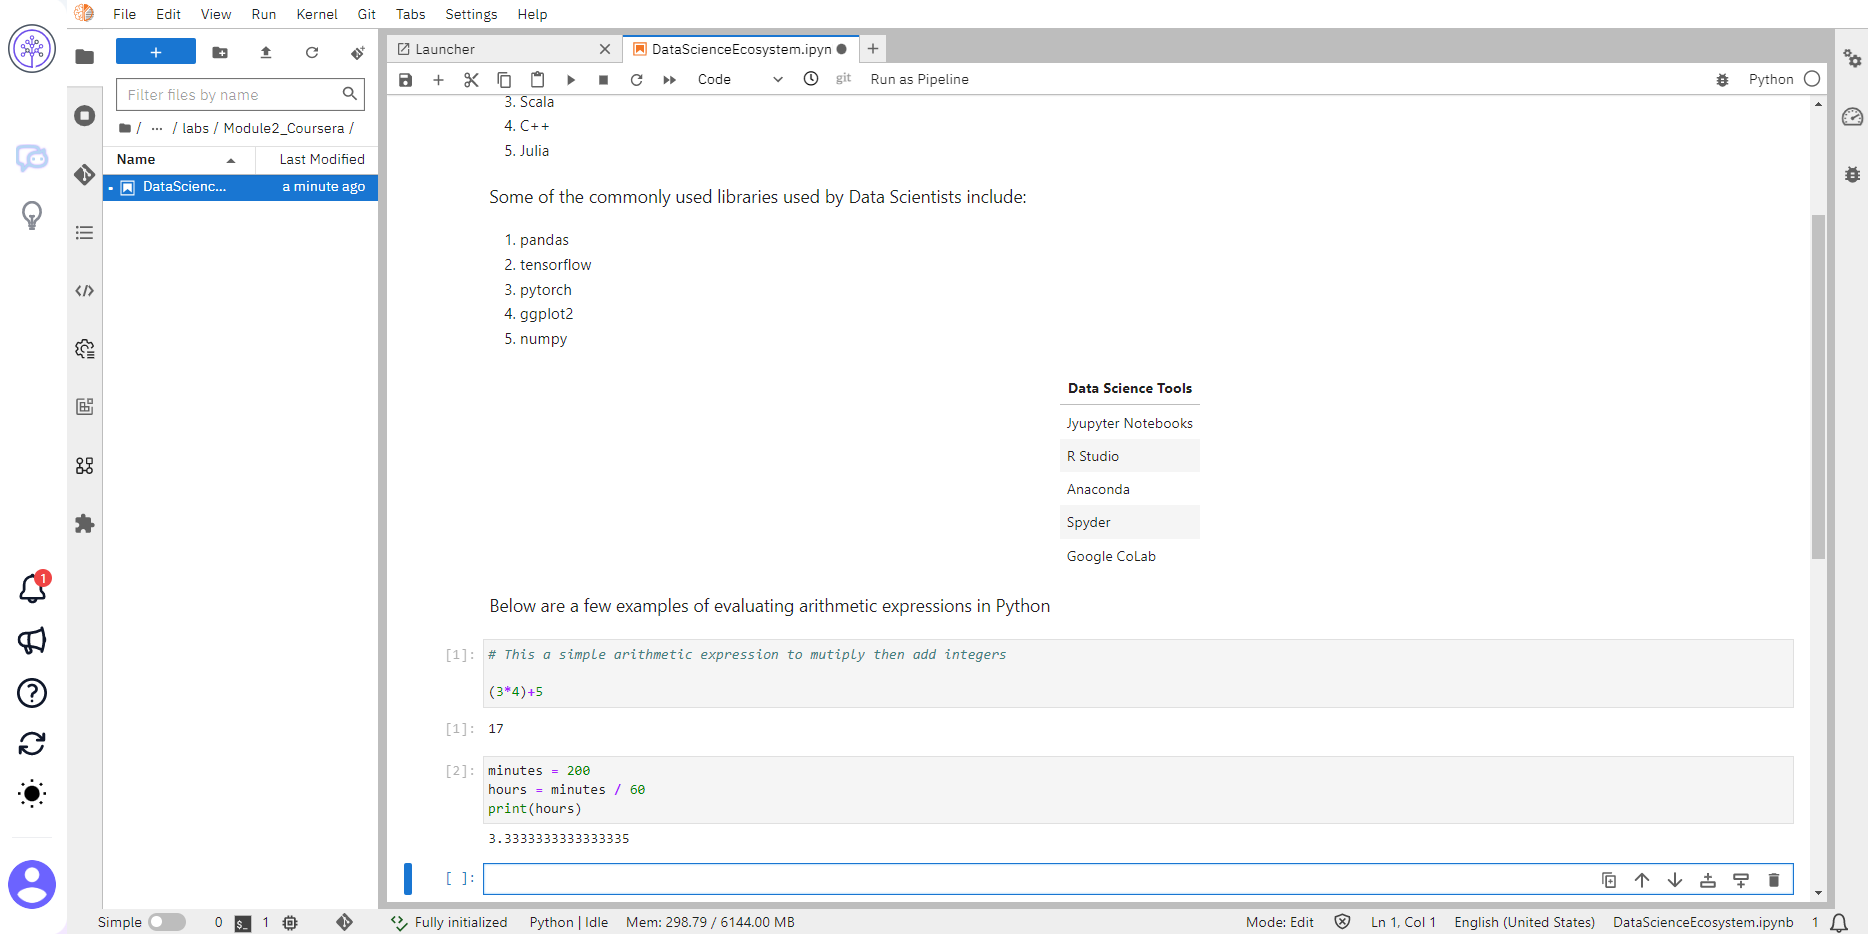 File Edit View Run Kernel Git Tabs Settings Help
+
Filter files by name
/ ··· / labs / Module2_Coursera /
Name Last Modified
DataScienc... a minute ago
Launcher
DataScienceEcosystem.ipyn
Code
git
Run as Pipeline
Python
3. Scala
4. C++
5. Julia
Some of the commonly used libraries used by Data Scientists include:
1. pandas
2. tensorflow
3. pytorch
4. ggplot2
5. numpy
Data Science Tools
Jyupyter Notebooks
R Studio
Anaconda
Spyder
Google CoLab
Below are a few examples of evaluating arithmetic expressions in Python
[1]: # This a simple arithmetic expression to mutiply then add integers
(3*4)+5
[1]: 17
[2]: minutes = 200
hours = minutes / 60
print(hours)
3.3333333333333335
[ ]:
1
Simple 0 $_ 1 Fully initialized Python | Idle Mem: 298.79 / 6144.00 MB Mode: Edit Ln 1, Col 1 English (United States) DataScienceEcosystem.ipynb 1